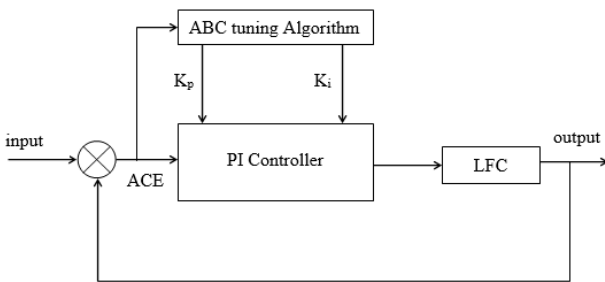 ABC tuning Algorithm
Kp
Ki
input
PI Controller
output
LFC
ACE